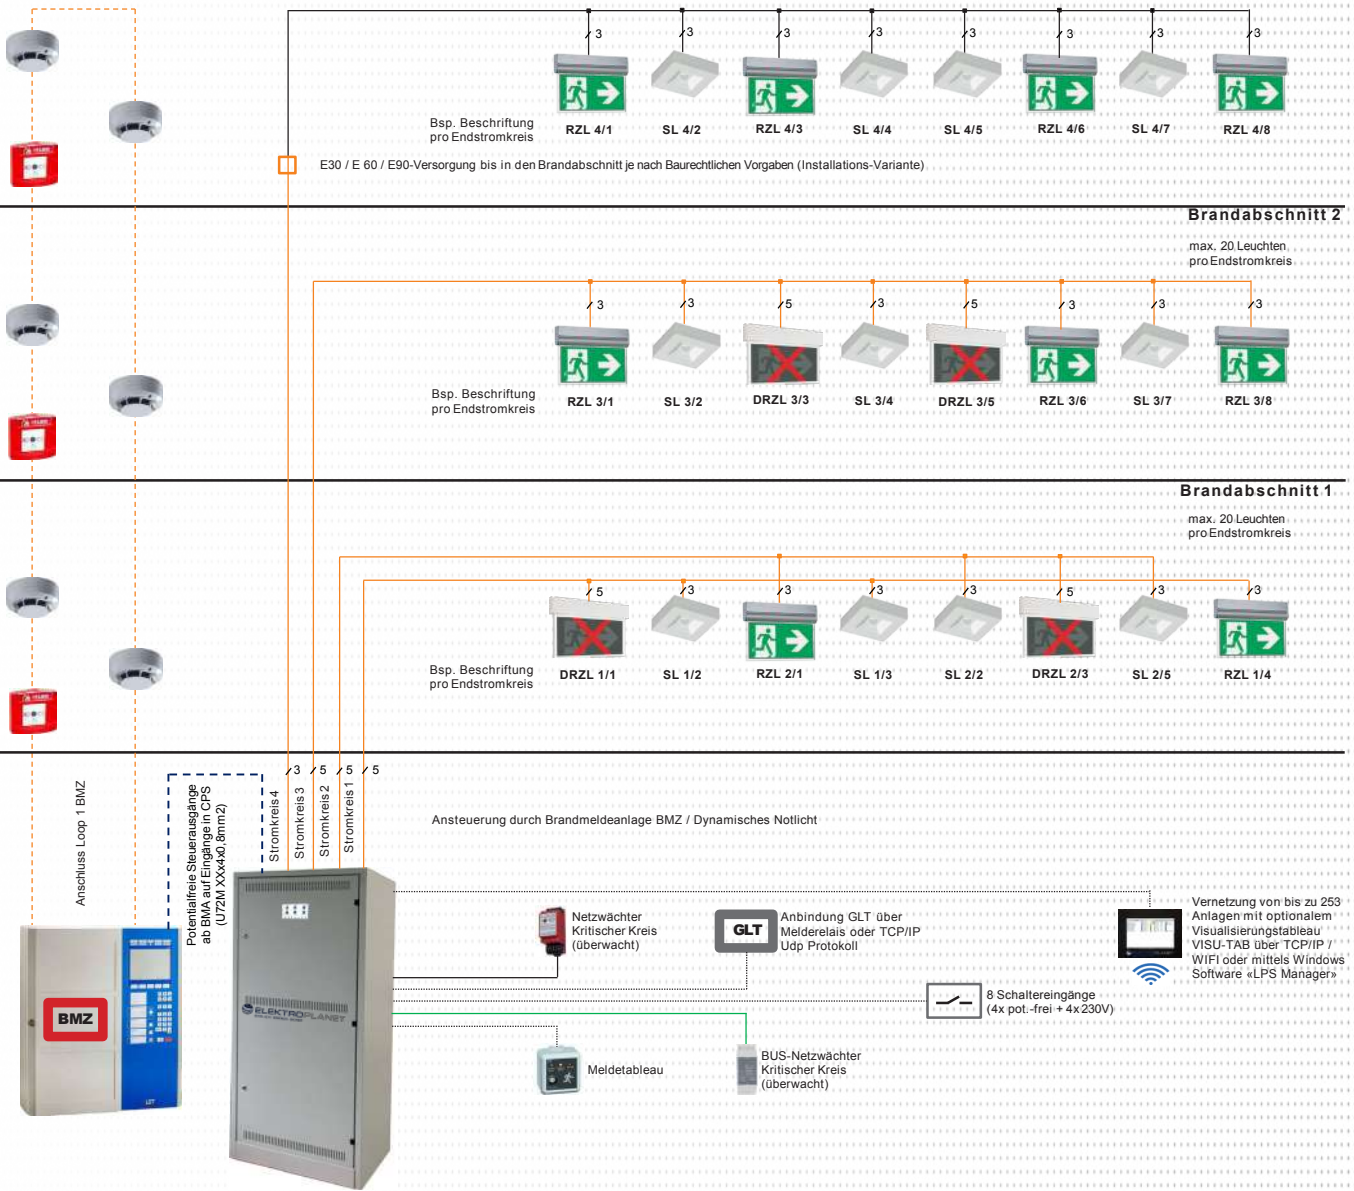 3 3 3 3 3 3 3 3
Bsp. Beschriftung
pro Endstromkreis
RZL 4/1 SL 4/2 RZL 4/3 SL 4/4 SL 4/5 RZL 4/6 SL 4/7 RZL 4/8
E30 / E 60 / E90-Versorgung bis in den Brandabschnitt je nach Baurechtlichen Vorgaben (Installations-Variante)
Brandabschnitt 2
max. 20 Leuchten
pro Endstromkreis
3 3 5 3 5 3 3 3
Bsp. Beschriftung
pro Endstromkreis
RZL 3/1 SL 3/2 DRZL 3/3 SL 3/4 DRZL 3/5 RZL 3/6 SL 3/7 RZL 3/8
Brandabschnitt 1
max. 20 Leuchten
pro Endstromkreis
5 3 3 3 3 5 3 3
Bsp. Beschriftung
pro Endstromkreis
DRZL 1/1 SL 1/2 RZL 2/1 SL 1/3 SL 2/2 DRZL 2/3 SL 2/5 RZL 1/4
3 5 5 5
Anschluss Loop 1 BMZ
Potentialfreie Steuerausgänge
ab BMA auf Eingänge in CPS
(U72M XXx4x0,8mm2)
Stromkreis 4
Stromkreis 3
Stromkreis 2
Stromkreis 1
Ansteuerung durch Brandmeldeanlage BMZ / Dynamisches Notlicht
BMZ
ELEKTROPLANET
Netzwächter
Kritischer Kreis
(überwacht)
GLT
Anbindung GLT über
Melderelais oder TCP/IP
Udp Protokoll
Vernetzung von bis zu 253
Anlagen mit optionalem
Visualisierungstableau
VISU-TAB über TCP/IP /
WIFI oder mittels Windows
Software «LPS Manager»
8 Schaltereingänge
(4x pot.-frei + 4x 230V)
Meldetableau
BUS-Netzwächter
Kritischer Kreis
(überwacht)